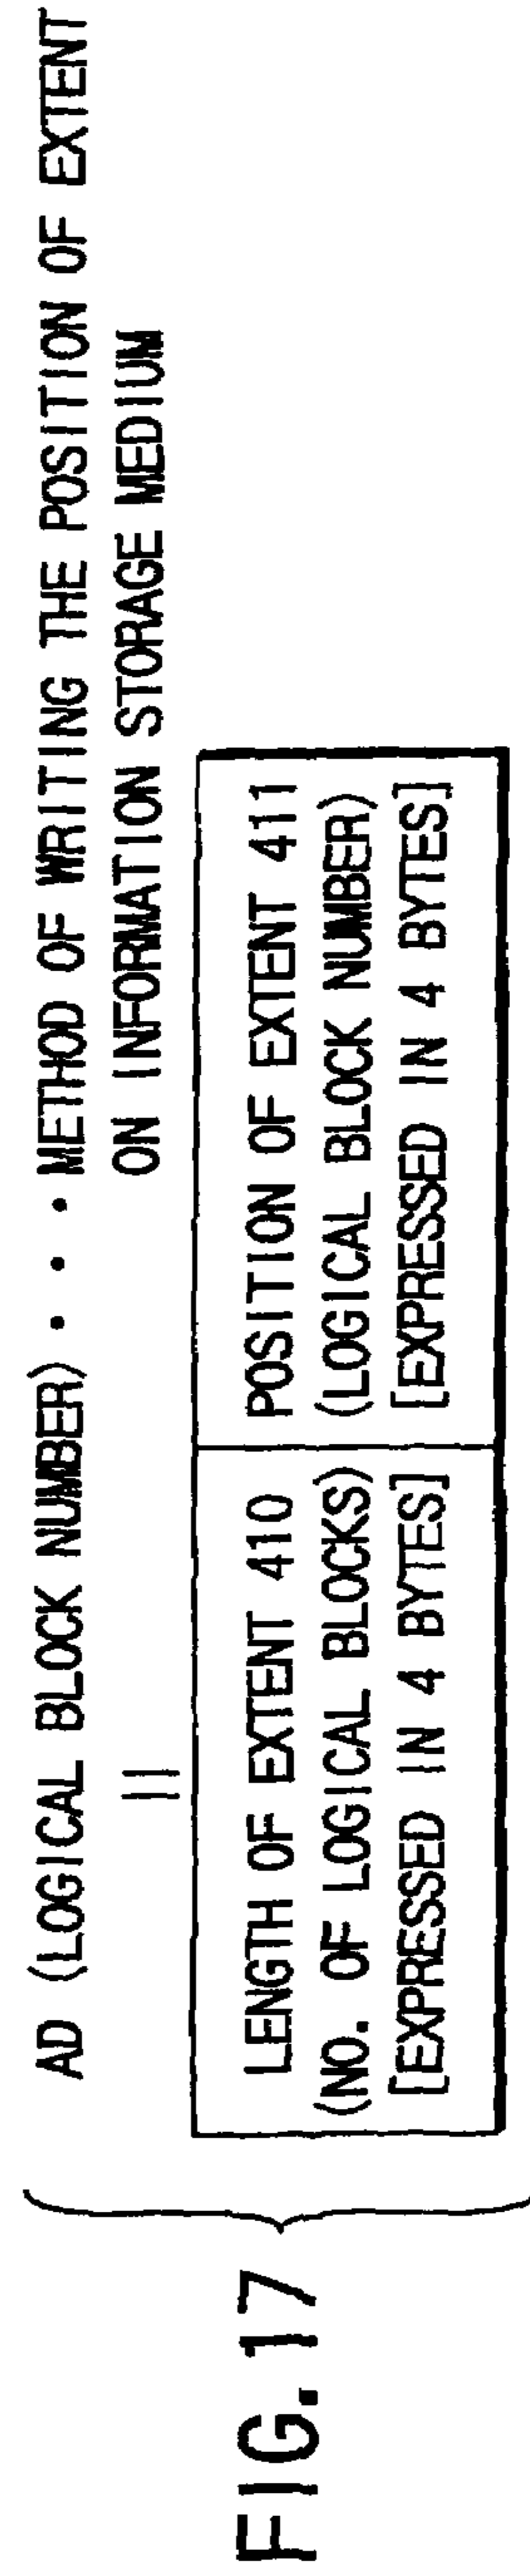 FIG. 17
AD (LOGICAL BLOCK NUMBER) • • • METHOD OF WRITING THE POSITION OF EXTENT
ON INFORMATION STORAGE MEDIUM
||
LENGTH OF EXTENT 410
(NO. OF LOGICAL BLOCKS)
[EXPRESSED IN 4 BYTES]
POSITION OF EXTENT 411
(LOGICAL BLOCK NUMBER)
[EXPRESSED IN 4 BYTES]